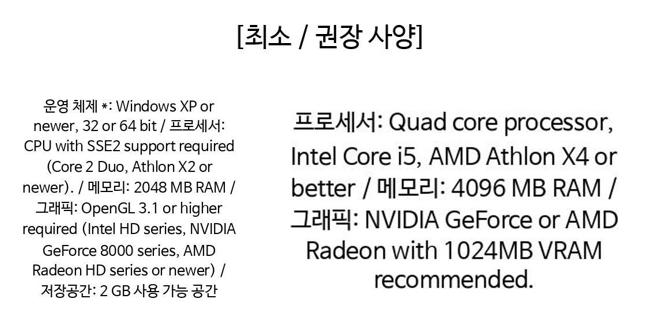 [최소 / 권장 사양]
운영 체제 *: Windows XP or
newer, 32 or 64 bit / 프로세서:
CPU with SSE2 support required
(Core 2 Duo, Athlon X2 or
newer). / 메모리: 2048 MB RAM /
그래픽: OpenGL 3.1 or higher
required (Intel HD series, NVIDIA
GeForce 8000 series, AMD
Radeon HD series or newer) /
저장공간: 2 GB 사용 가능 공간
프로세서: Quad core processor,
Intel Core i5, AMD Athlon X4 or
better / 메모리: 4096 MB RAM /
그래픽: NVIDIA GeForce or AMD
Radeon with 1024MB VRAM
recommended.